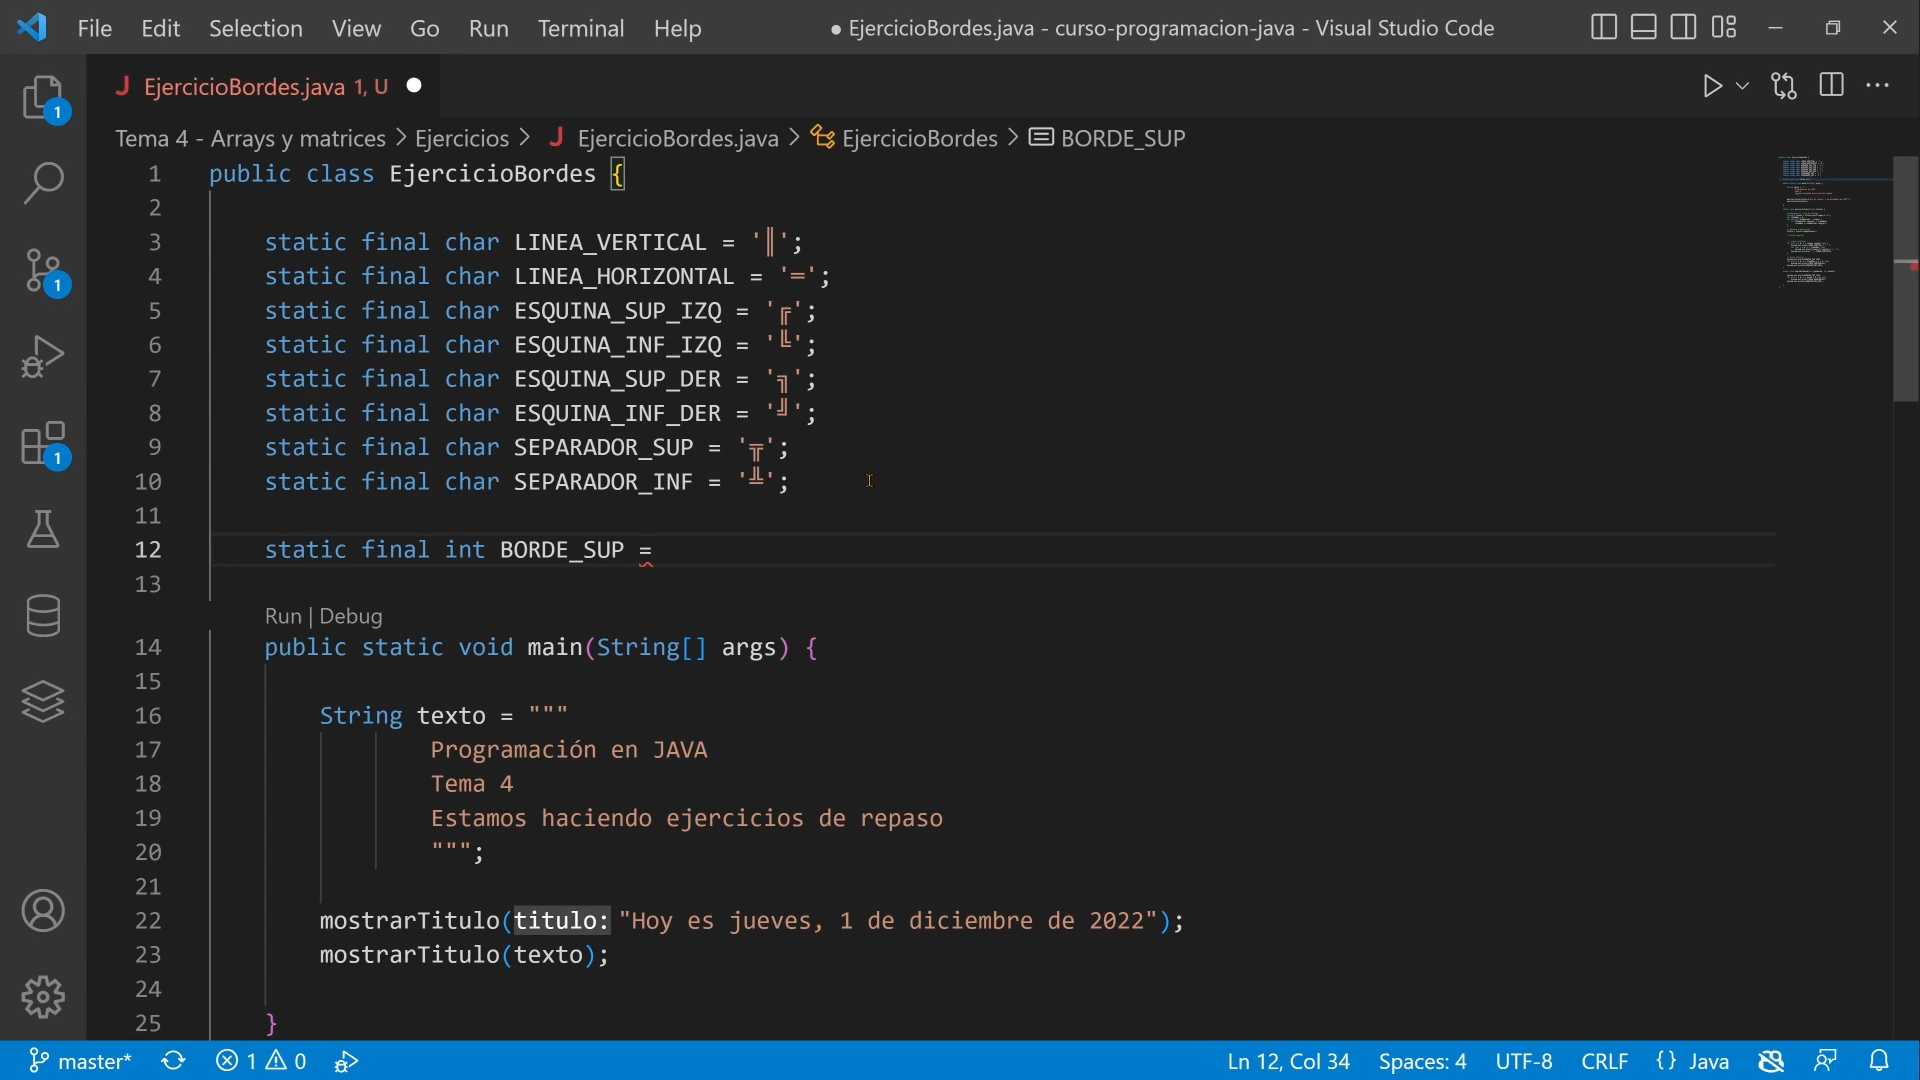 File Edit Selection View Go Run Terminal Help
● EjercicioBordes.java - curso-programacion-java - Visual Studio Code
EjercicioBordes.java 1, U ●
Tema 4 - Arrays y matrices > Ejercicios > J EjercicioBordes.java > EjercicioBordes > BORDE_SUP
1 public class EjercicioBordes {
2
3 static final char LINEA_VERTICAL = '║';
4 static final char LINEA_HORIZONTAL = '═';
5 static final char ESQUINA_SUP_IZQ = '╔';
6 static final char ESQUINA_INF_IZQ = '╚';
7 static final char ESQUINA_SUP_DER = '╗';
8 static final char ESQUINA_INF_DER = '╝';
9 static final char SEPARADOR_SUP = '╦';
10 static final char SEPARADOR_INF = '╩';
11
12 static final int BORDE_SUP =
13
Run | Debug
14 public static void main(String[] args) {
15
16 String texto = """
17 Programación en JAVA
18 Tema 4
19 Estamos haciendo ejercicios de repaso
20 """;
21
22 mostrarTitulo(titulo: "Hoy es jueves, 1 de diciembre de 2022");
23 mostrarTitulo(texto);
24
25 }
1
1
1
master* 1 0 Ln 12, Col 34 Spaces: 4 UTF-8 CRLF {} Java